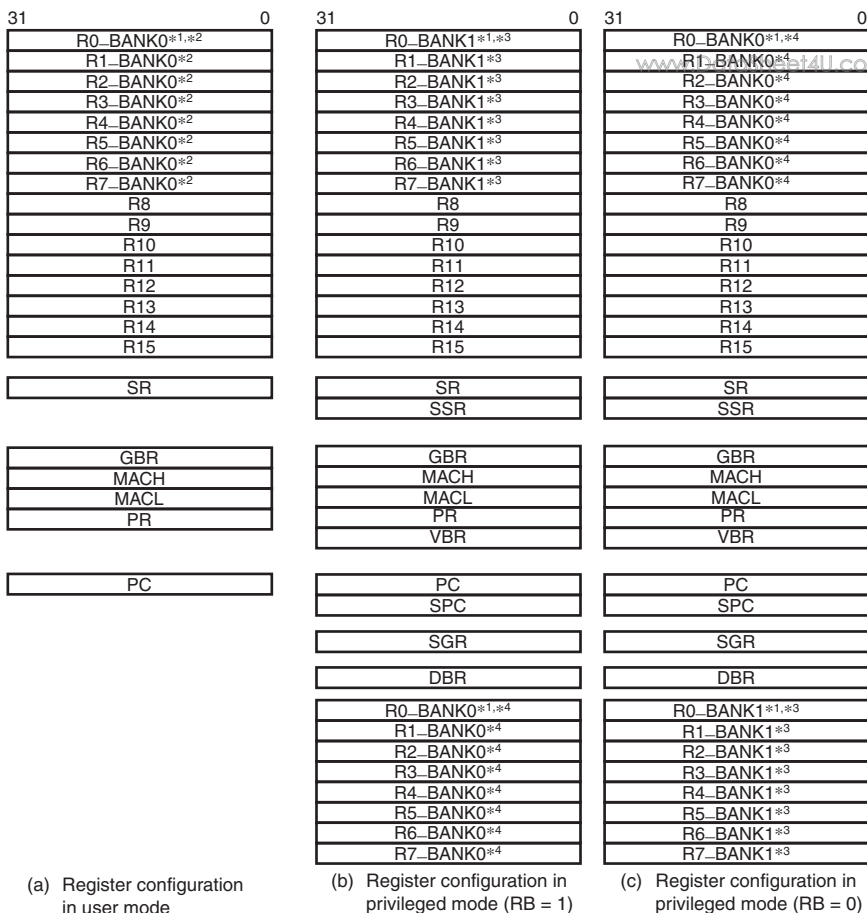 31 0
R0_BANK0*1,*2
R1_BANK0*2
R2_BANK0*2
R3_BANK0*2
R4_BANK0*2
R5_BANK0*2
R6_BANK0*2
R7_BANK0*2
R8
R9
R10
R11
R12
R13
R14
R15
SR
GBR
MACH
MACL
PR
PC
(a) Register configuration
in user mode
31 0
R0_BANK1*1,*3
R1_BANK1*3
R2_BANK1*3
R3_BANK1*3
R4_BANK1*3
R5_BANK1*3
R6_BANK1*3
R7_BANK1*3
R8
R9
R10
R11
R12
R13
R14
R15
SR
SSR
GBR
MACH
MACL
PR
VBR
PC
SPC
SGR
DBR
R0_BANK0*1,*4
R1_BANK0*4
R2_BANK0*4
R3_BANK0*4
R4_BANK0*4
R5_BANK0*4
R6_BANK0*4
R7_BANK0*4
(b) Register configuration in
privileged mode (RB = 1)
31 0
R0_BANK0*1,*4
www.DataSheet4U.co
R1_BANK0*4
R2_BANK0*4
R3_BANK0*4
R4_BANK0*4
R5_BANK0*4
R6_BANK0*4
R7_BANK0*4
R8
R9
R10
R11
R12
R13
R14
R15
SR
SSR
GBR
MACH
MACL
PR
VBR
PC
SPC
SGR
DBR
R0_BANK1*1,*3
R1_BANK1*3
R2_BANK1*3
R3_BANK1*3
R4_BANK1*3
R5_BANK1*3
R6_BANK1*3
R7_BANK1*3
(c) Register configuration in
privileged mode (RB = 0)